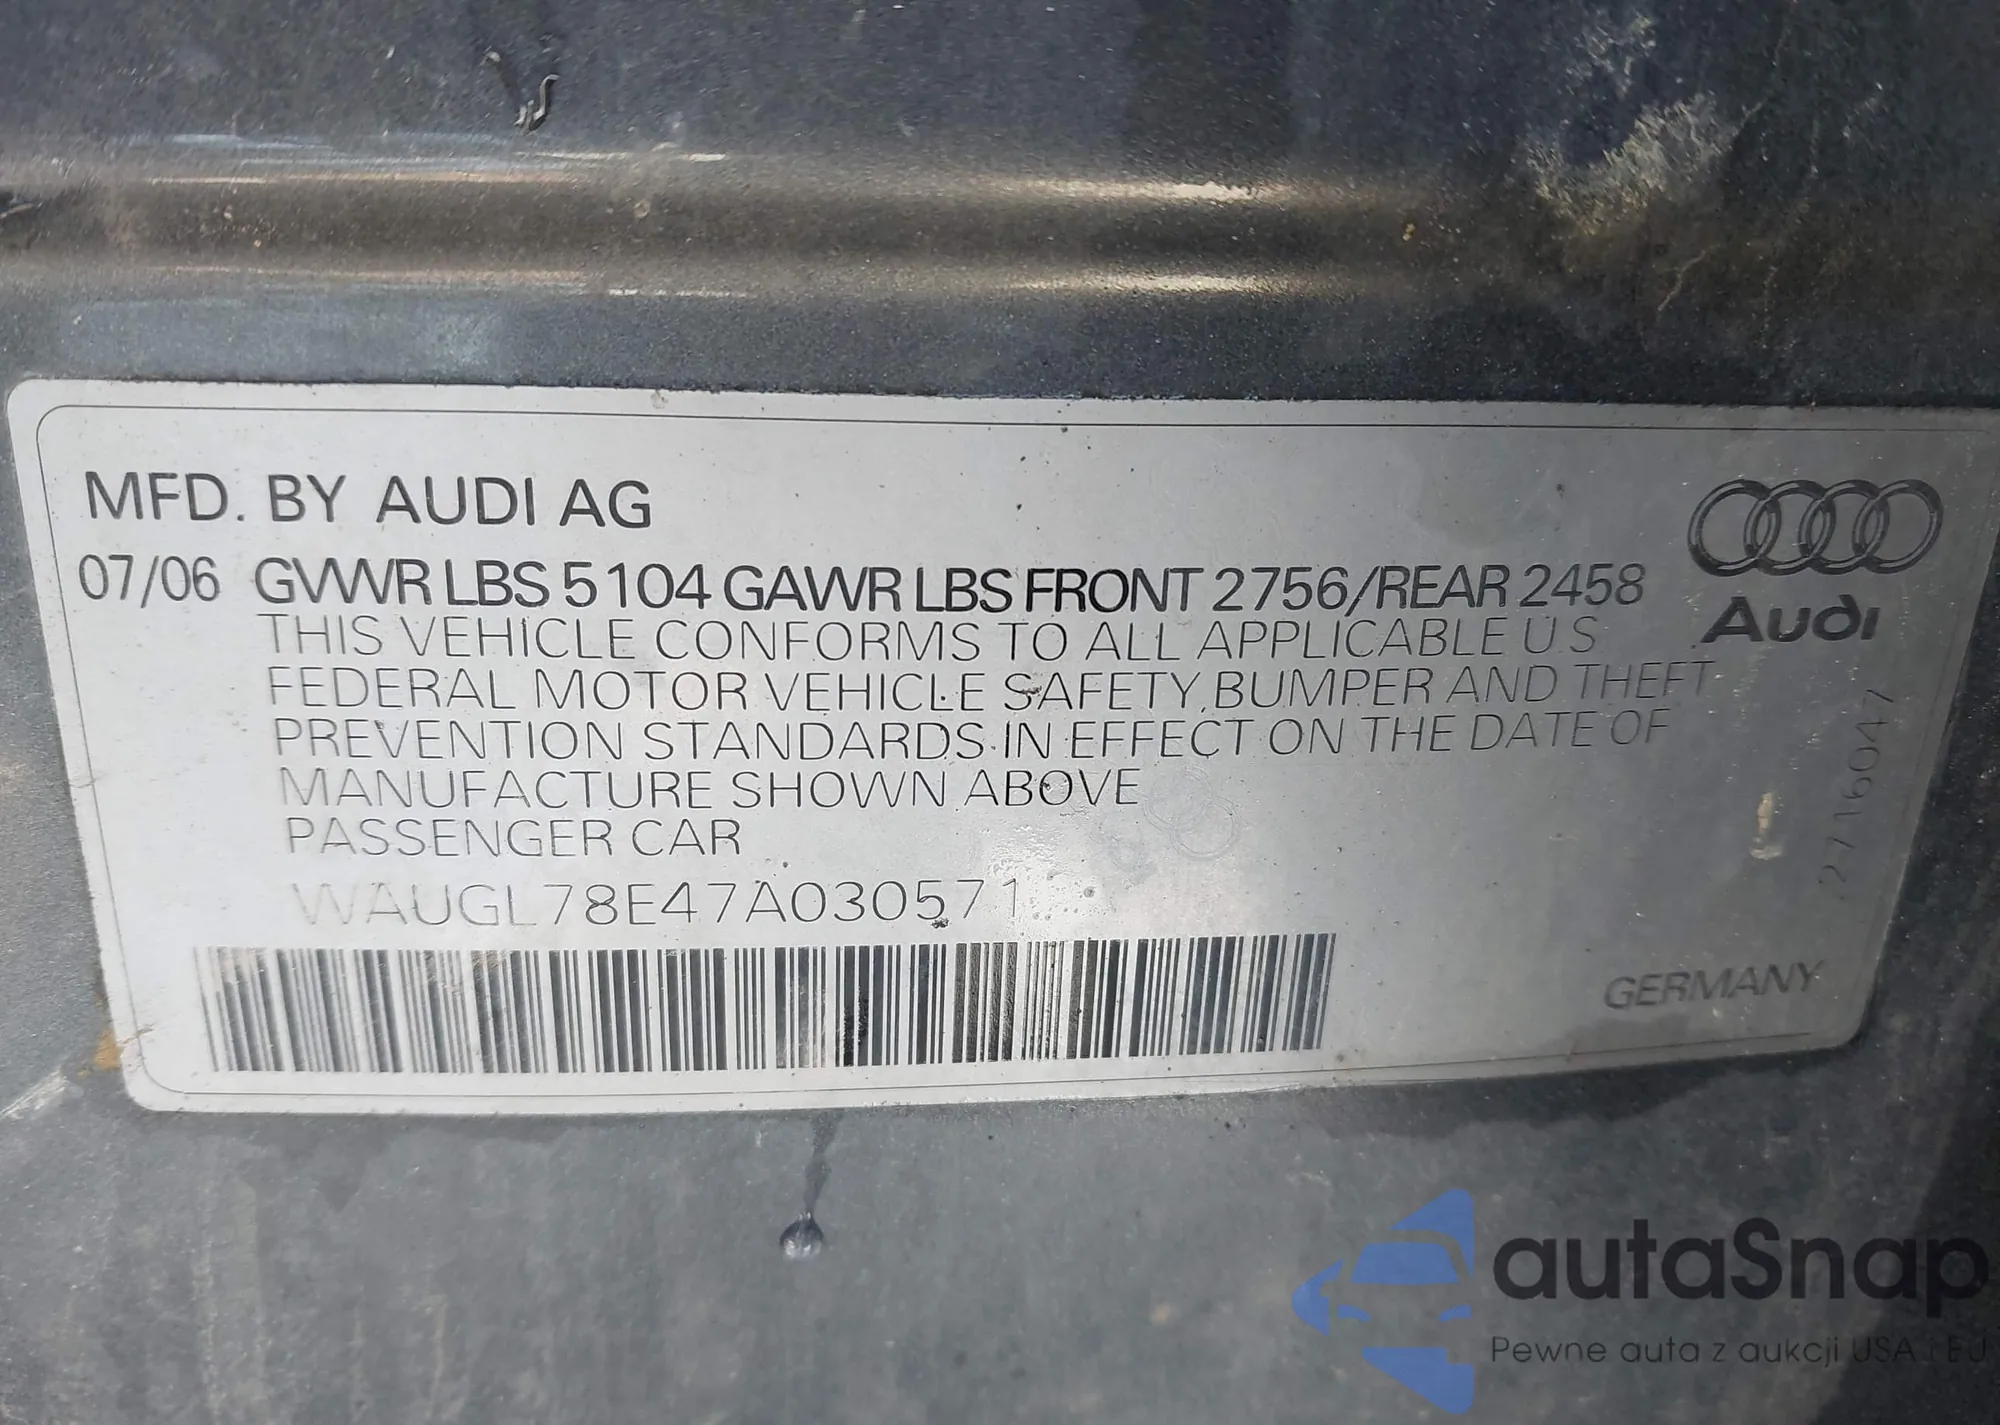 MFD. BY AUDI AG
07/06 GVWR LBS 5104 GAWR LBS FRONT 2756/REAR 2458
THIS VEHICLE CONFORMS TO ALL APPLICABLE U.S
FEDERAL MOTOR VEHICLE SAFETY, BUMPER AND THEFT
PREVENTION STANDARDS IN EFFECT ON THE DATE OF
MANUFACTURE SHOWN ABOVE
PASSENGER CAR
WAUGL78E47A030571
Audi
22716047
GERMANY
autaSnap
Pewne auta z aukcji USA i EU